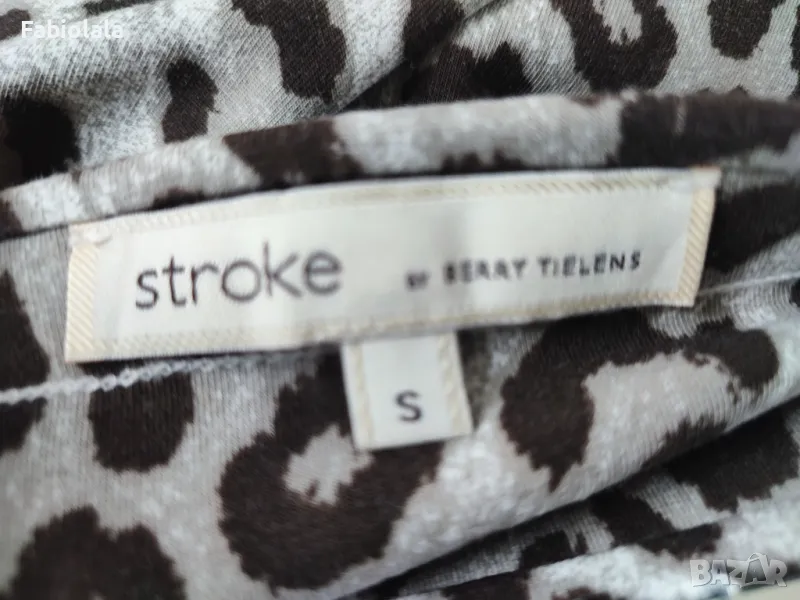 Fabiolala
stroke BY BERRY TIELENS
S
BAZAR